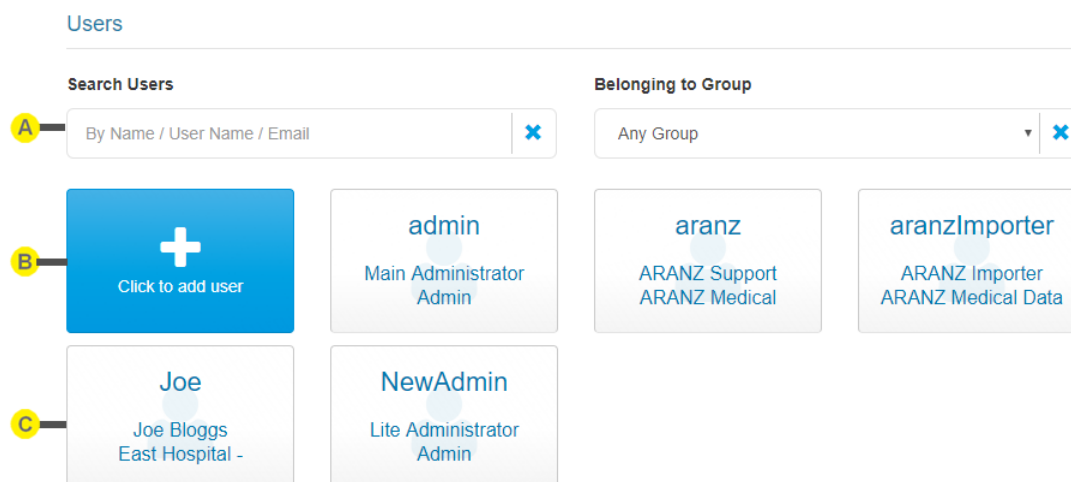 Users
Search Users
Belonging to Group
A
By Name / User Name / Email
Any Group
B
Click to add user
admin
Main Administrator
Admin
aranz
ARANZ Support
ARANZ Medical
aranzImporter
ARANZ Importer
ARANZ Medical Data
C
Joe
Joe Bloggs
East Hospital -
NewAdmin
Lite Administrator
Admin